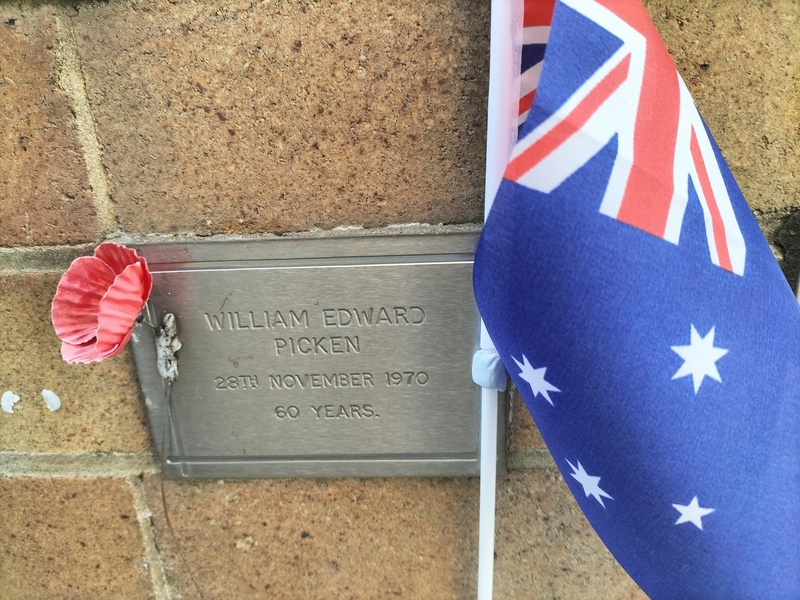 WILLIAM EDWARD
PICKEN
28TH NOVEMBER 1970
60 YEARS.